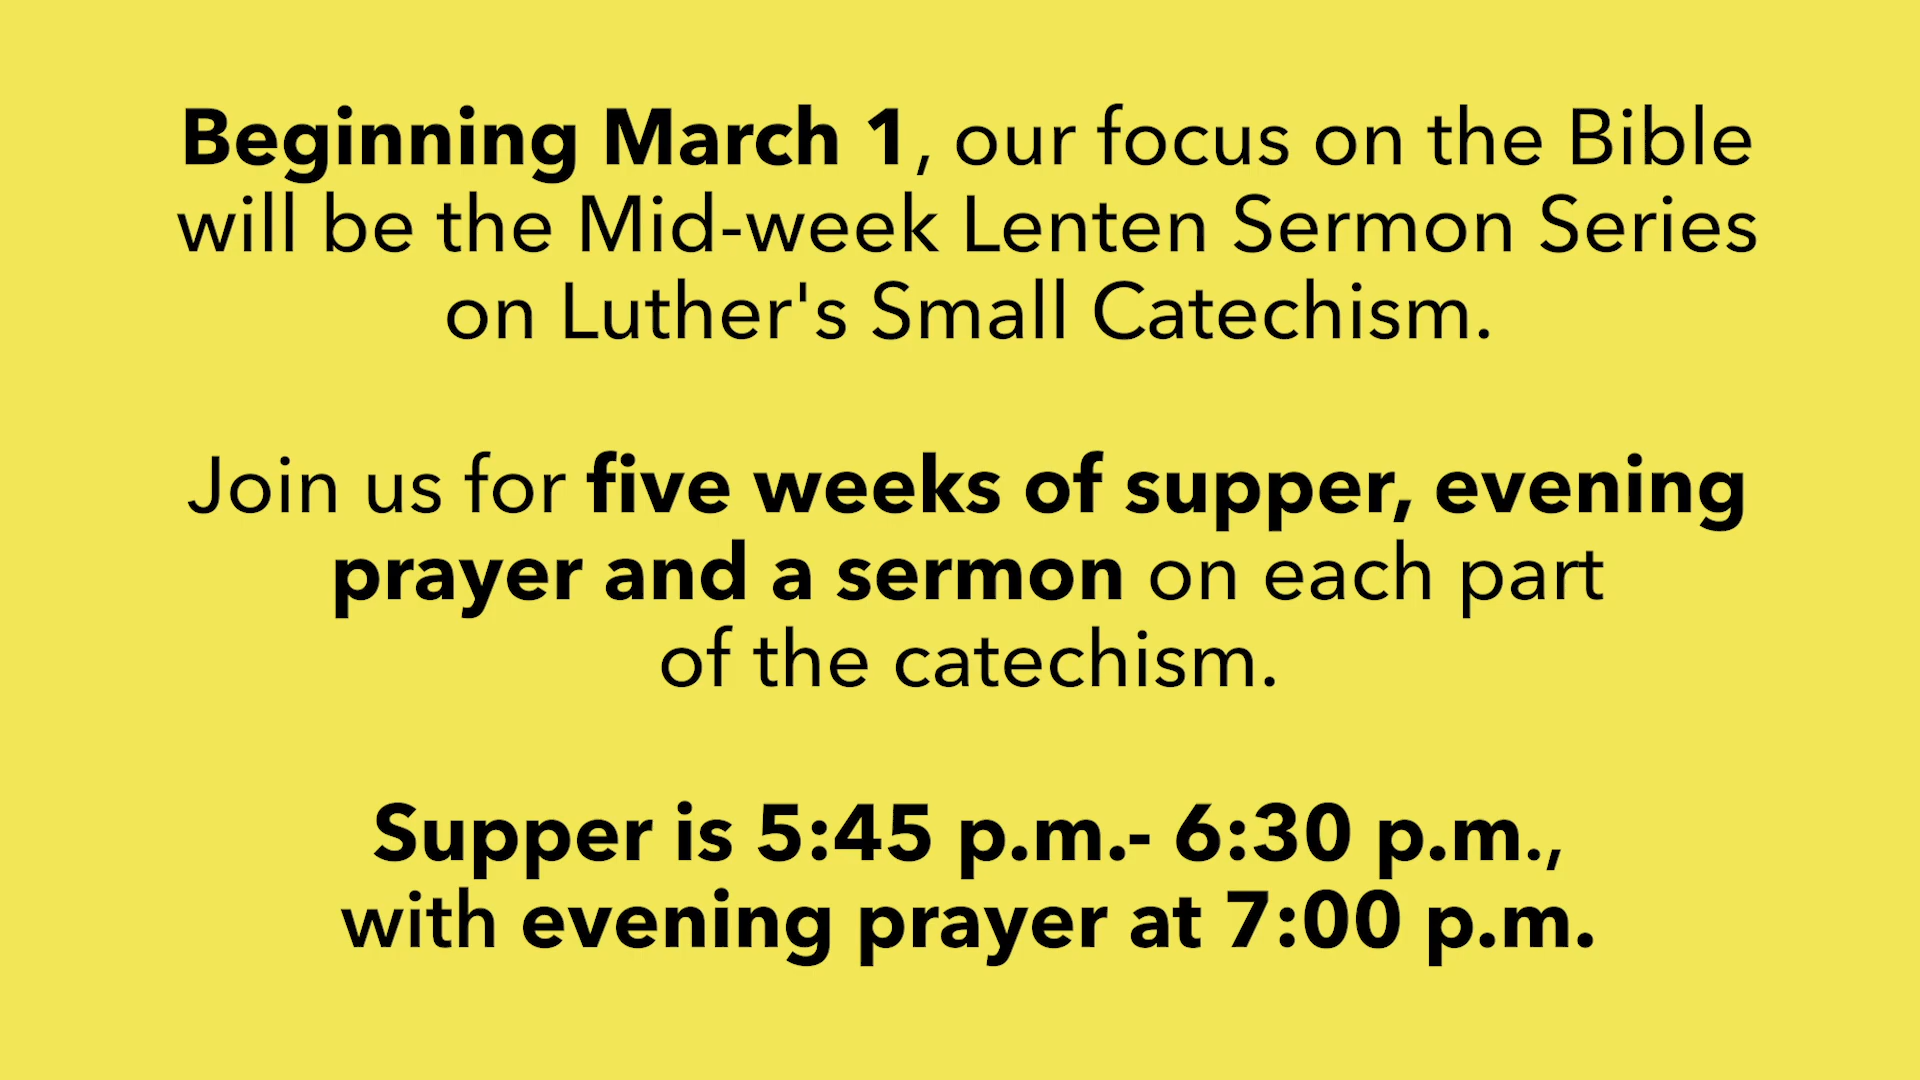 Beginning March 1, our focus on the Bible
will be the Mid-week Lenten Sermon Series
on Luther's Small Catechism.
Join us for five weeks of supper, evening
prayer and a sermon on each part
of the catechism.
Supper is 5:45 p.m.- 6:30 p.m.,
with evening prayer at 7:00 p.m.